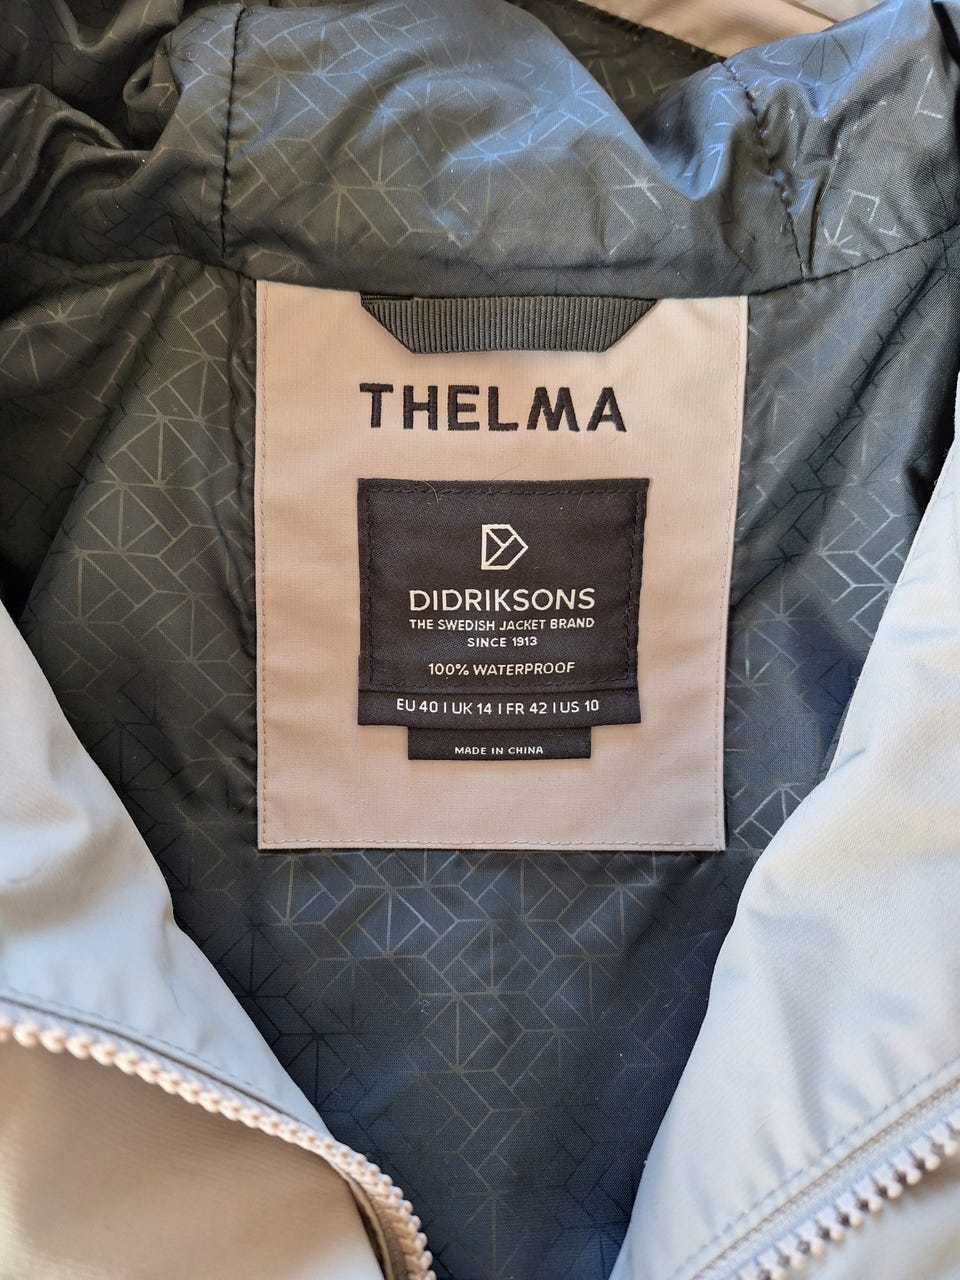 THELMA
DIDRIKSONS
THE SWEDISH JACKET BRAND
SINCE 1913
100% WATERPROOF
EU 40 I UK 14 I FR 42 I US 10
MADE IN CHINA